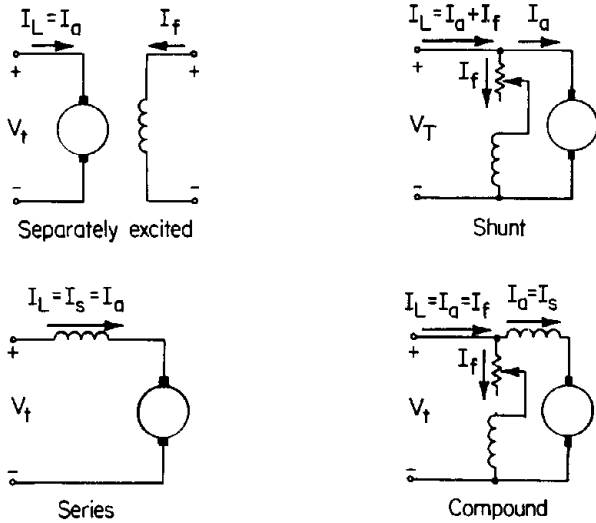 I_L = I_a
I_f
+
+
V_t
−
−
Separately excited
I_L = I_a + I_f
I_a
+
I_f
V_T
−
Shunt
I_L = I_s = I_a
+
V_t
−
Series
I_L = I_a = I_f
I_a = I_s
+
I_f
V_t
−
Compound